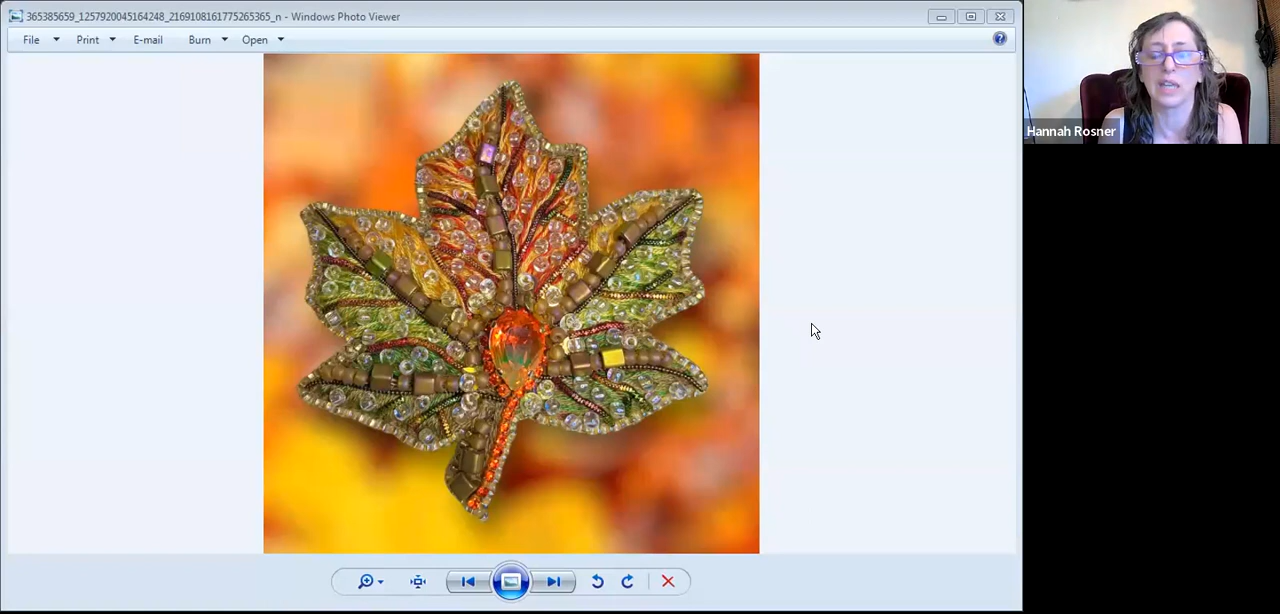 365385659_1257920045164248_2169108161775265365_n - Windows Photo Viewer
File Print E-mail Burn Open
Hannah Rosner